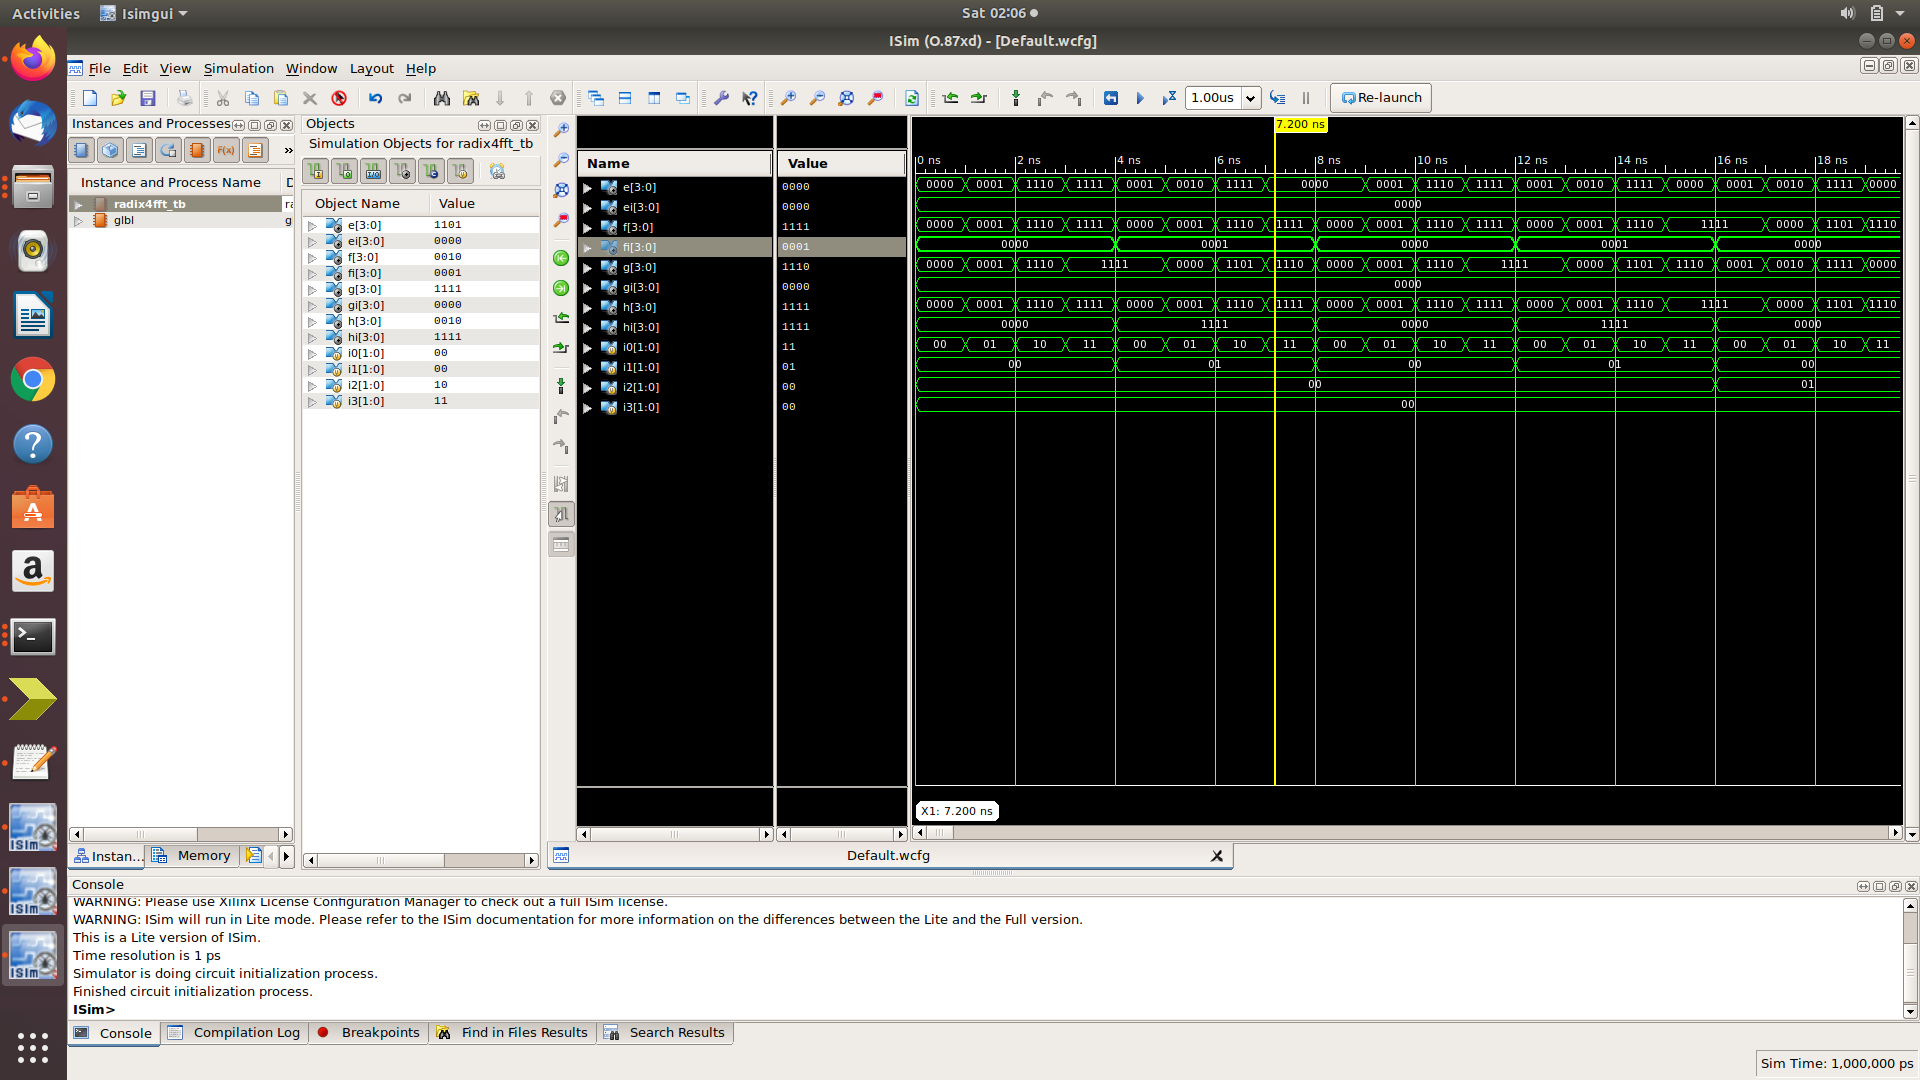 Activities
Isimgui
Sat 02:06
ISim (O.87xd) - [Default.wcfg]
File Edit View Simulation Window Layout Help
1.00us
Re-launch
Instances and Processes
Instance and Process Name
radix4fft_tb
glbl g
Instan...
Memory
Objects
Simulation Objects for radix4fft_tb
Object Name Value
e[3:0] 1101
ei[3:0] 0000
f[3:0] 0010
fi[3:0] 0001
g[3:0] 1111
gi[3:0] 0000
h[3:0] 0010
hi[3:0] 1111
i0[1:0] 00
i1[1:0] 00
i2[1:0] 10
i3[1:0] 11
Name Value
e[3:0] 0000
ei[3:0] 0000
f[3:0] 1111
fi[3:0] 0001
g[3:0] 1110
gi[3:0] 0000
h[3:0] 1111
hi[3:0] 1111
i0[1:0] 11
i1[1:0] 01
i2[1:0] 00
i3[1:0] 00
7.200 ns
0 ns 2 ns 4 ns 6 ns 8 ns 10 ns 12 ns 14 ns 16 ns 18 ns
0000 0001 1110 1111 0001 0010 1111 0000 0001 1110 1111 0001 0010 1111 0000 0001 0010 1111 0000
0000
0000 0001 1110 1111 0000 0001 1110 1111 0000 0001 1110 1111 0000 0001 1110 1111 0000 1101 1110
0000 0001 0000 0001 0000
0000 0001 1110 1111 0000 1101 1110 0000 0001 1110 1111 0000 1101 1110 0001 0010 1111 0000
0000
0000 0001 1110 1111 0000 0001 1110 1111 0000 0001 1110 1111 0000 0001 1110 1111 0000 1101 1110
0000 1111 0000 1111 0000
00 01 10 11 00 01 10 11 00 01 10 11 00 01 10 11 00 01 10 11
00 01 00 01 00
00 01
00
X1: 7.200 ns
Default.wcfg
Console
WARNING: Please use Xilinx License Configuration Manager to check out a full ISim license.
WARNING: ISim will run in Lite mode. Please refer to the ISim documentation for more information on the differences between the Lite and the Full version.
This is a Lite version of ISim.
Time resolution is 1 ps
Simulator is doing circuit initialization process.
Finished circuit initialization process.
ISim>
Console Compilation Log Breakpoints Find in Files Results Search Results
Sim Time: 1,000,000 ps